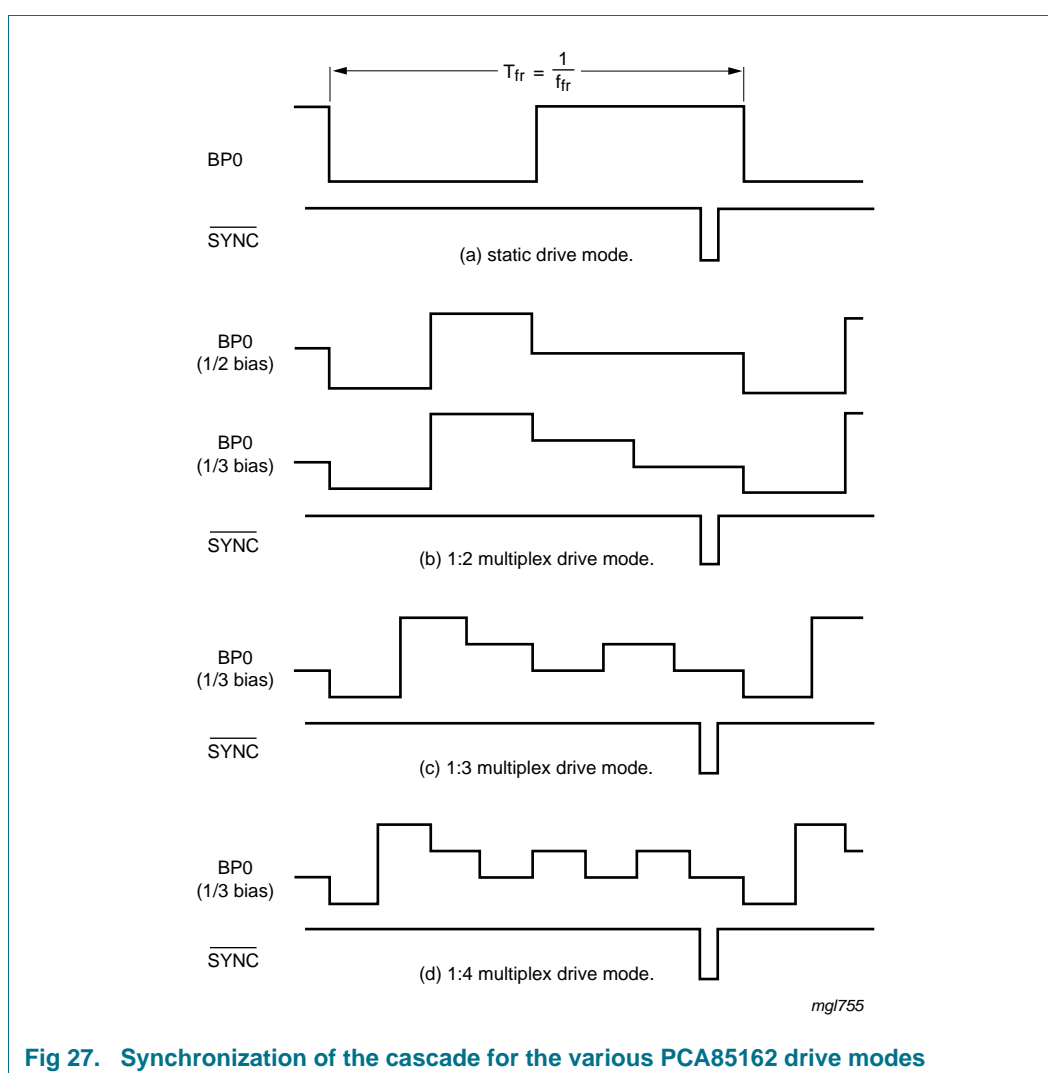 T_fr = 1/f_fr
BP0
SYNC
(a) static drive mode.
BP0
(1/2 bias)
BP0
(1/3 bias)
SYNC
(b) 1:2 multiplex drive mode.
BP0
(1/3 bias)
SYNC
(c) 1:3 multiplex drive mode.
BP0
(1/3 bias)
SYNC
(d) 1:4 multiplex drive mode.
mgl755
Fig 27. Synchronization of the cascade for the various PCA85162 drive modes